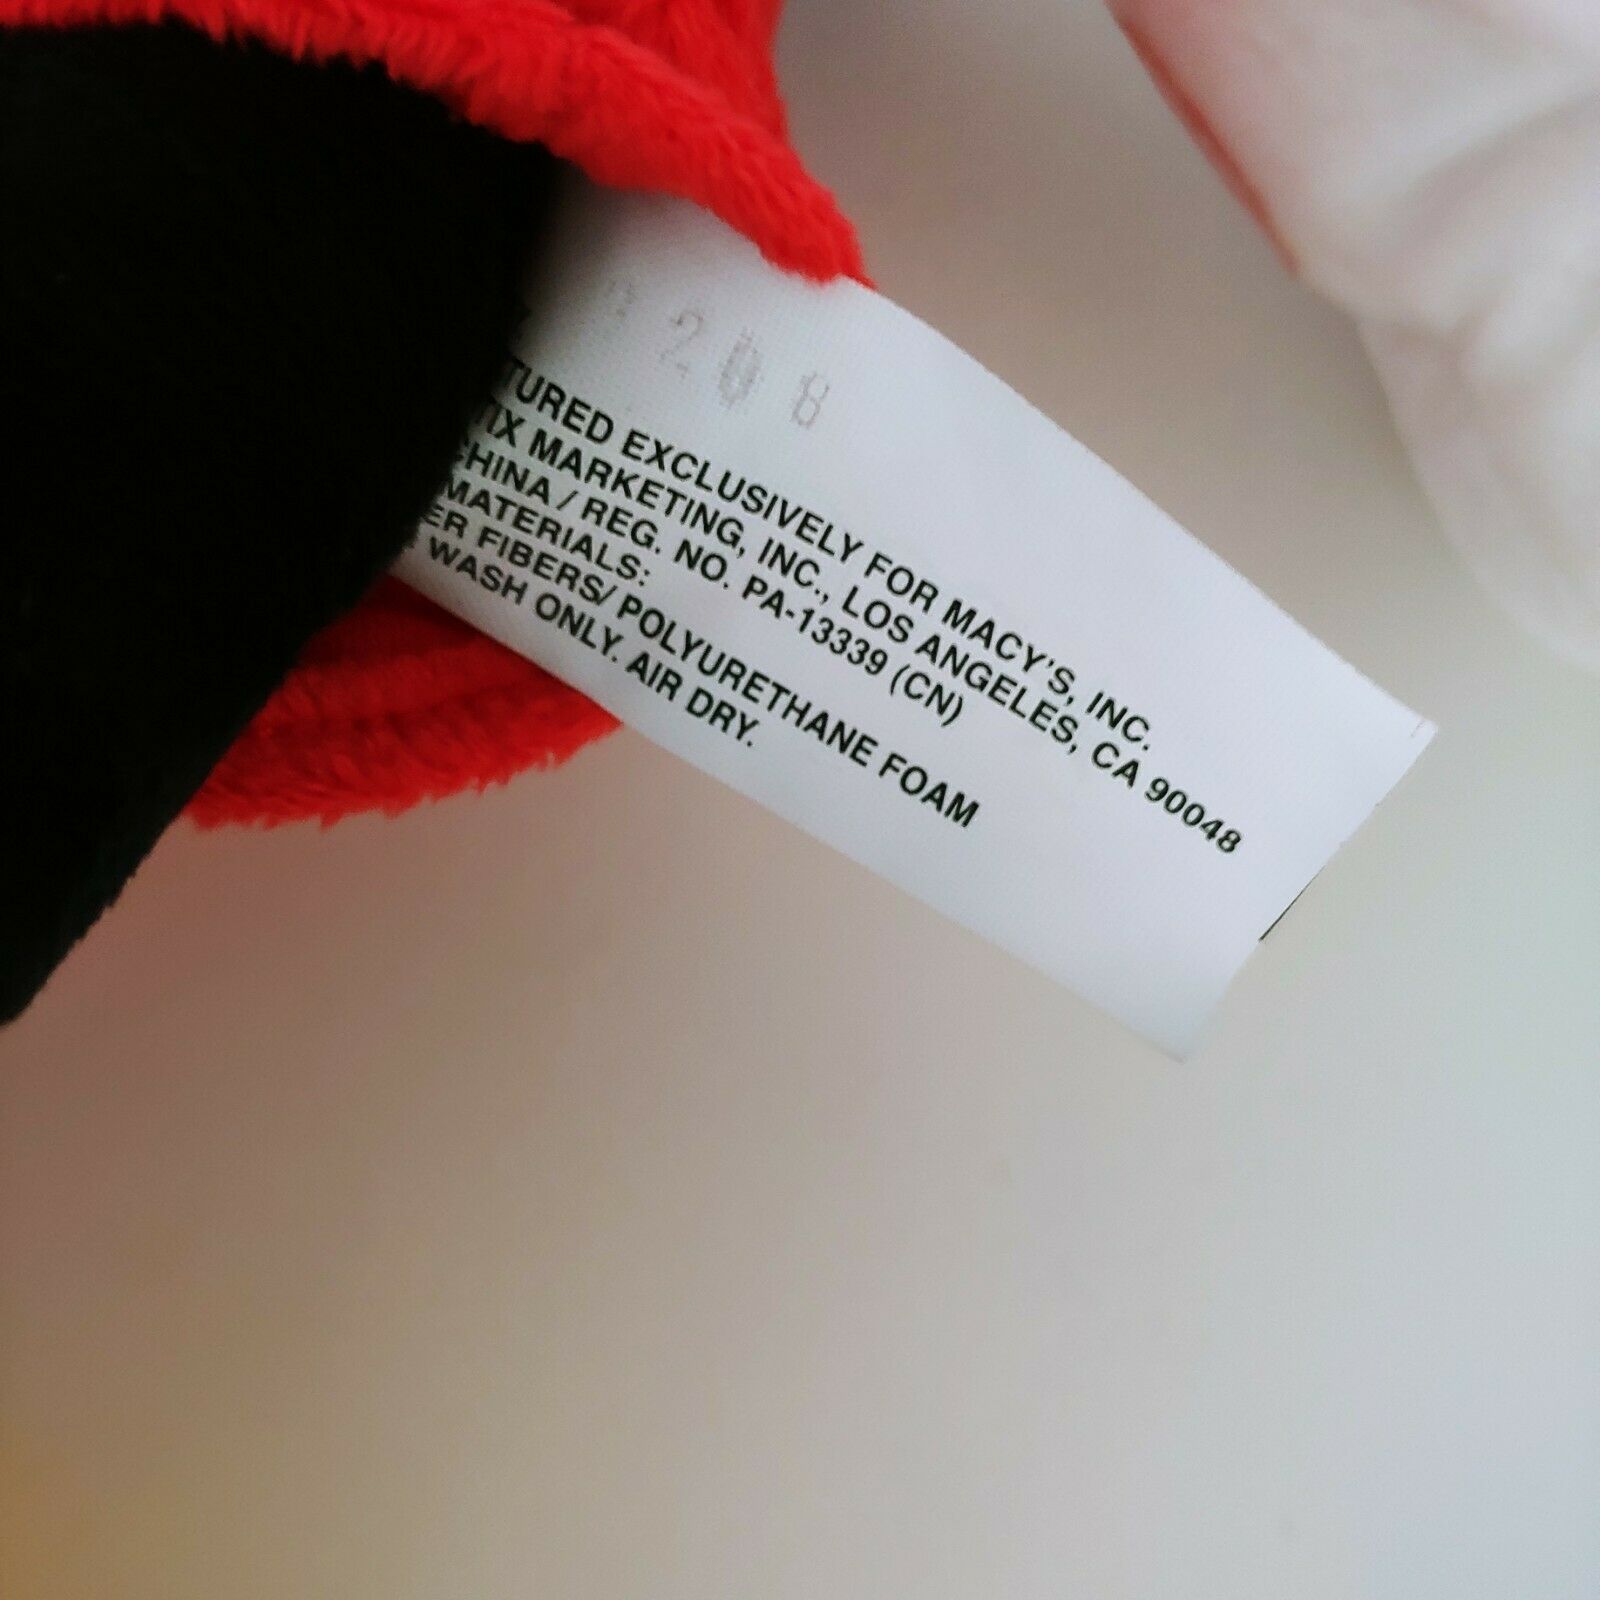 208
TURED EXCLUSIVELY FOR MACY'S, INC.
TIX MARKETING, INC., LOS ANGELES, CA 90048
CHINA / REG. NO. PA-13339 (CN)
MATERIALS:
ER FIBERS/ POLYURETHANE FOAM
WASH ONLY. AIR DRY.